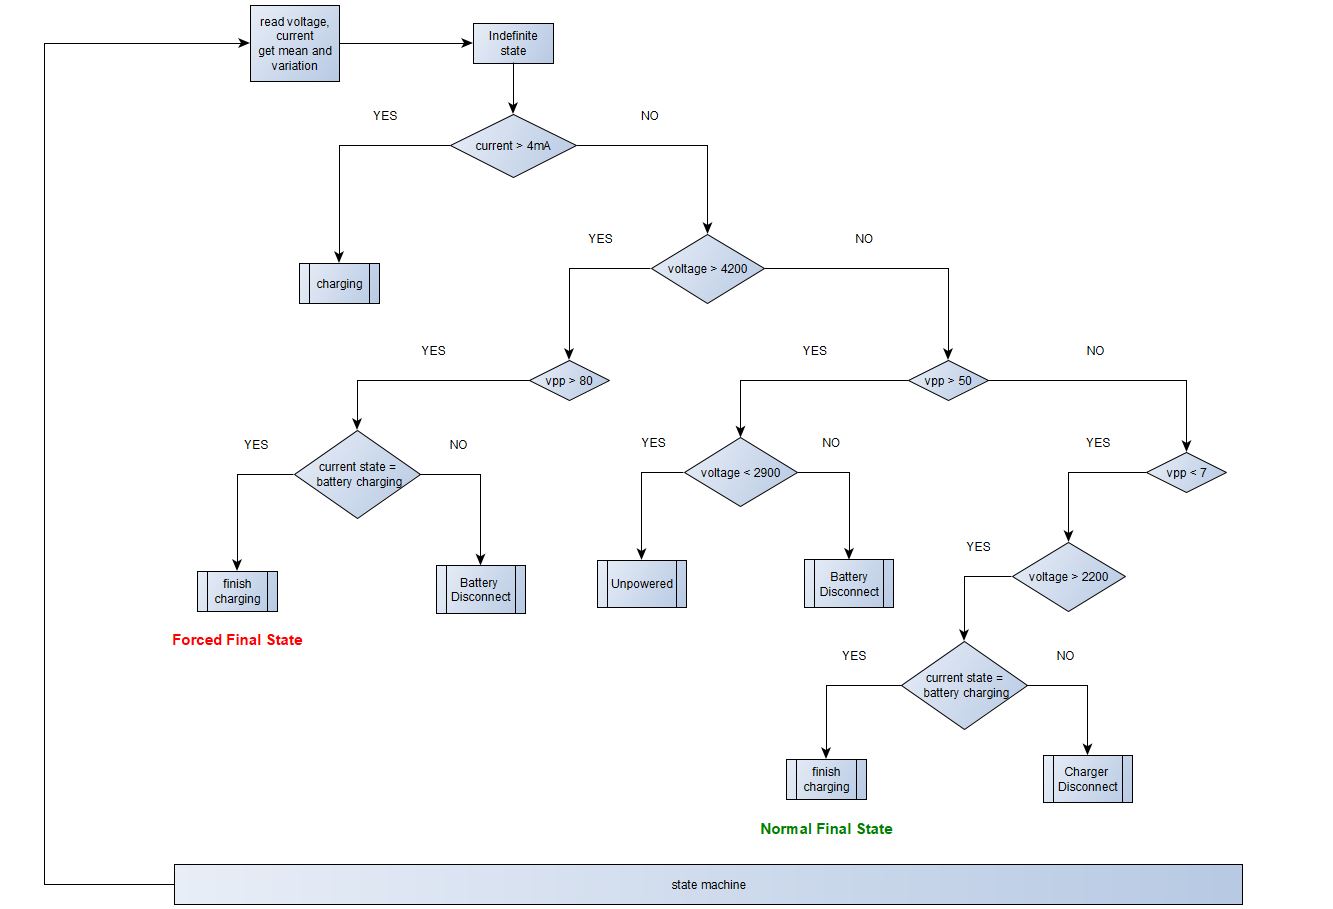 read voltage,
current
get mean and
variation
Indefinite
state
YES
NO
current > 4mA
YES
NO
voltage > 4200
charging
YES
YES
NO
vpp > 80
vpp > 50
YES
NO
YES
NO
YES
current state =
battery charging
voltage < 2900
vpp < 7
YES
finish
charging
Battery
Disconnect
Unpowered
Battery
Disconnect
voltage > 2200
Forced Final State
YES
NO
current state =
battery charging
finish
charging
Charger
Disconnect
Normal Final State
state machine